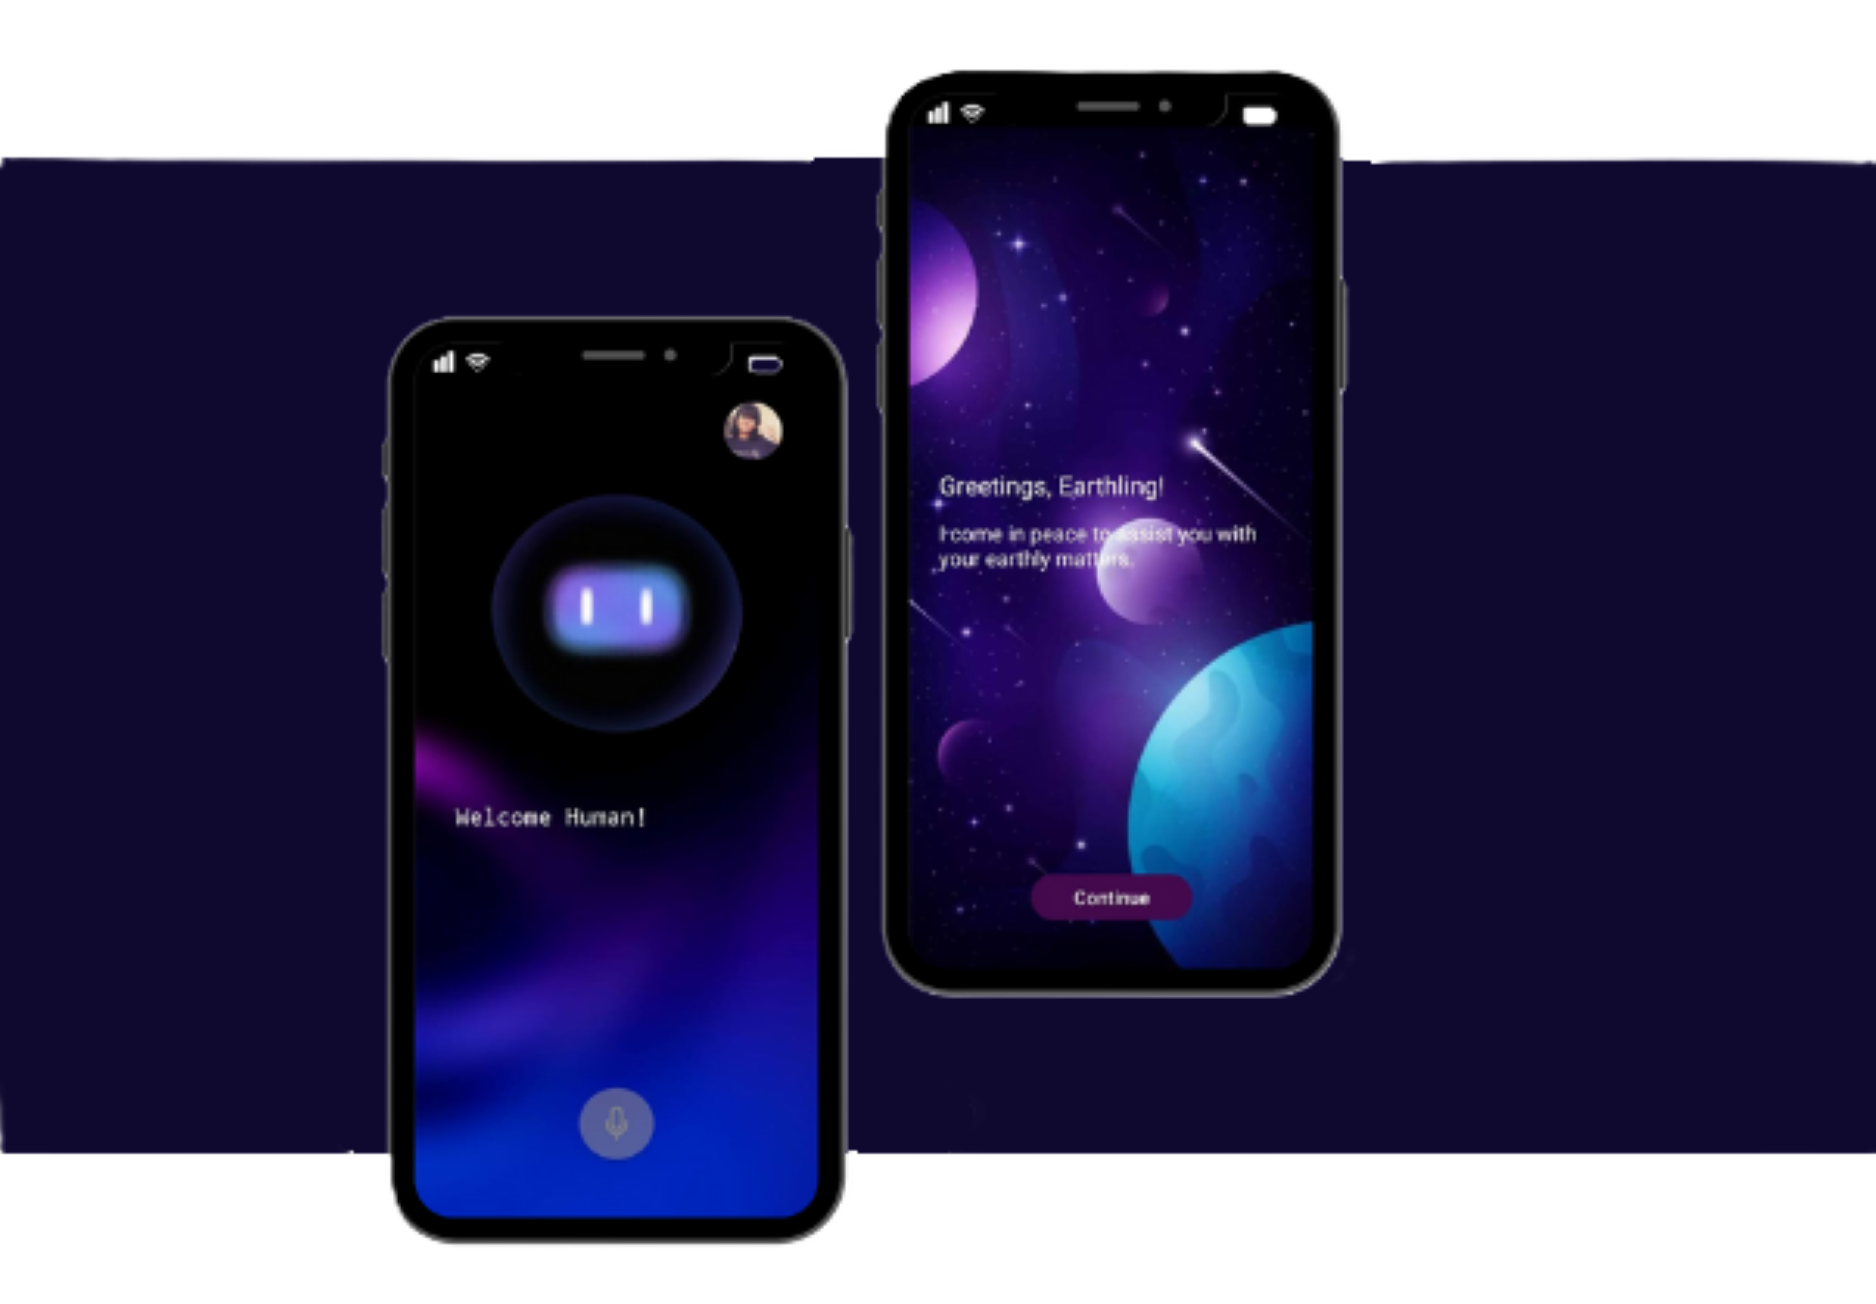 Welcome Human!
Greetings, Earthling!
I come in peace to assist you with
your earthly matters.
Continue